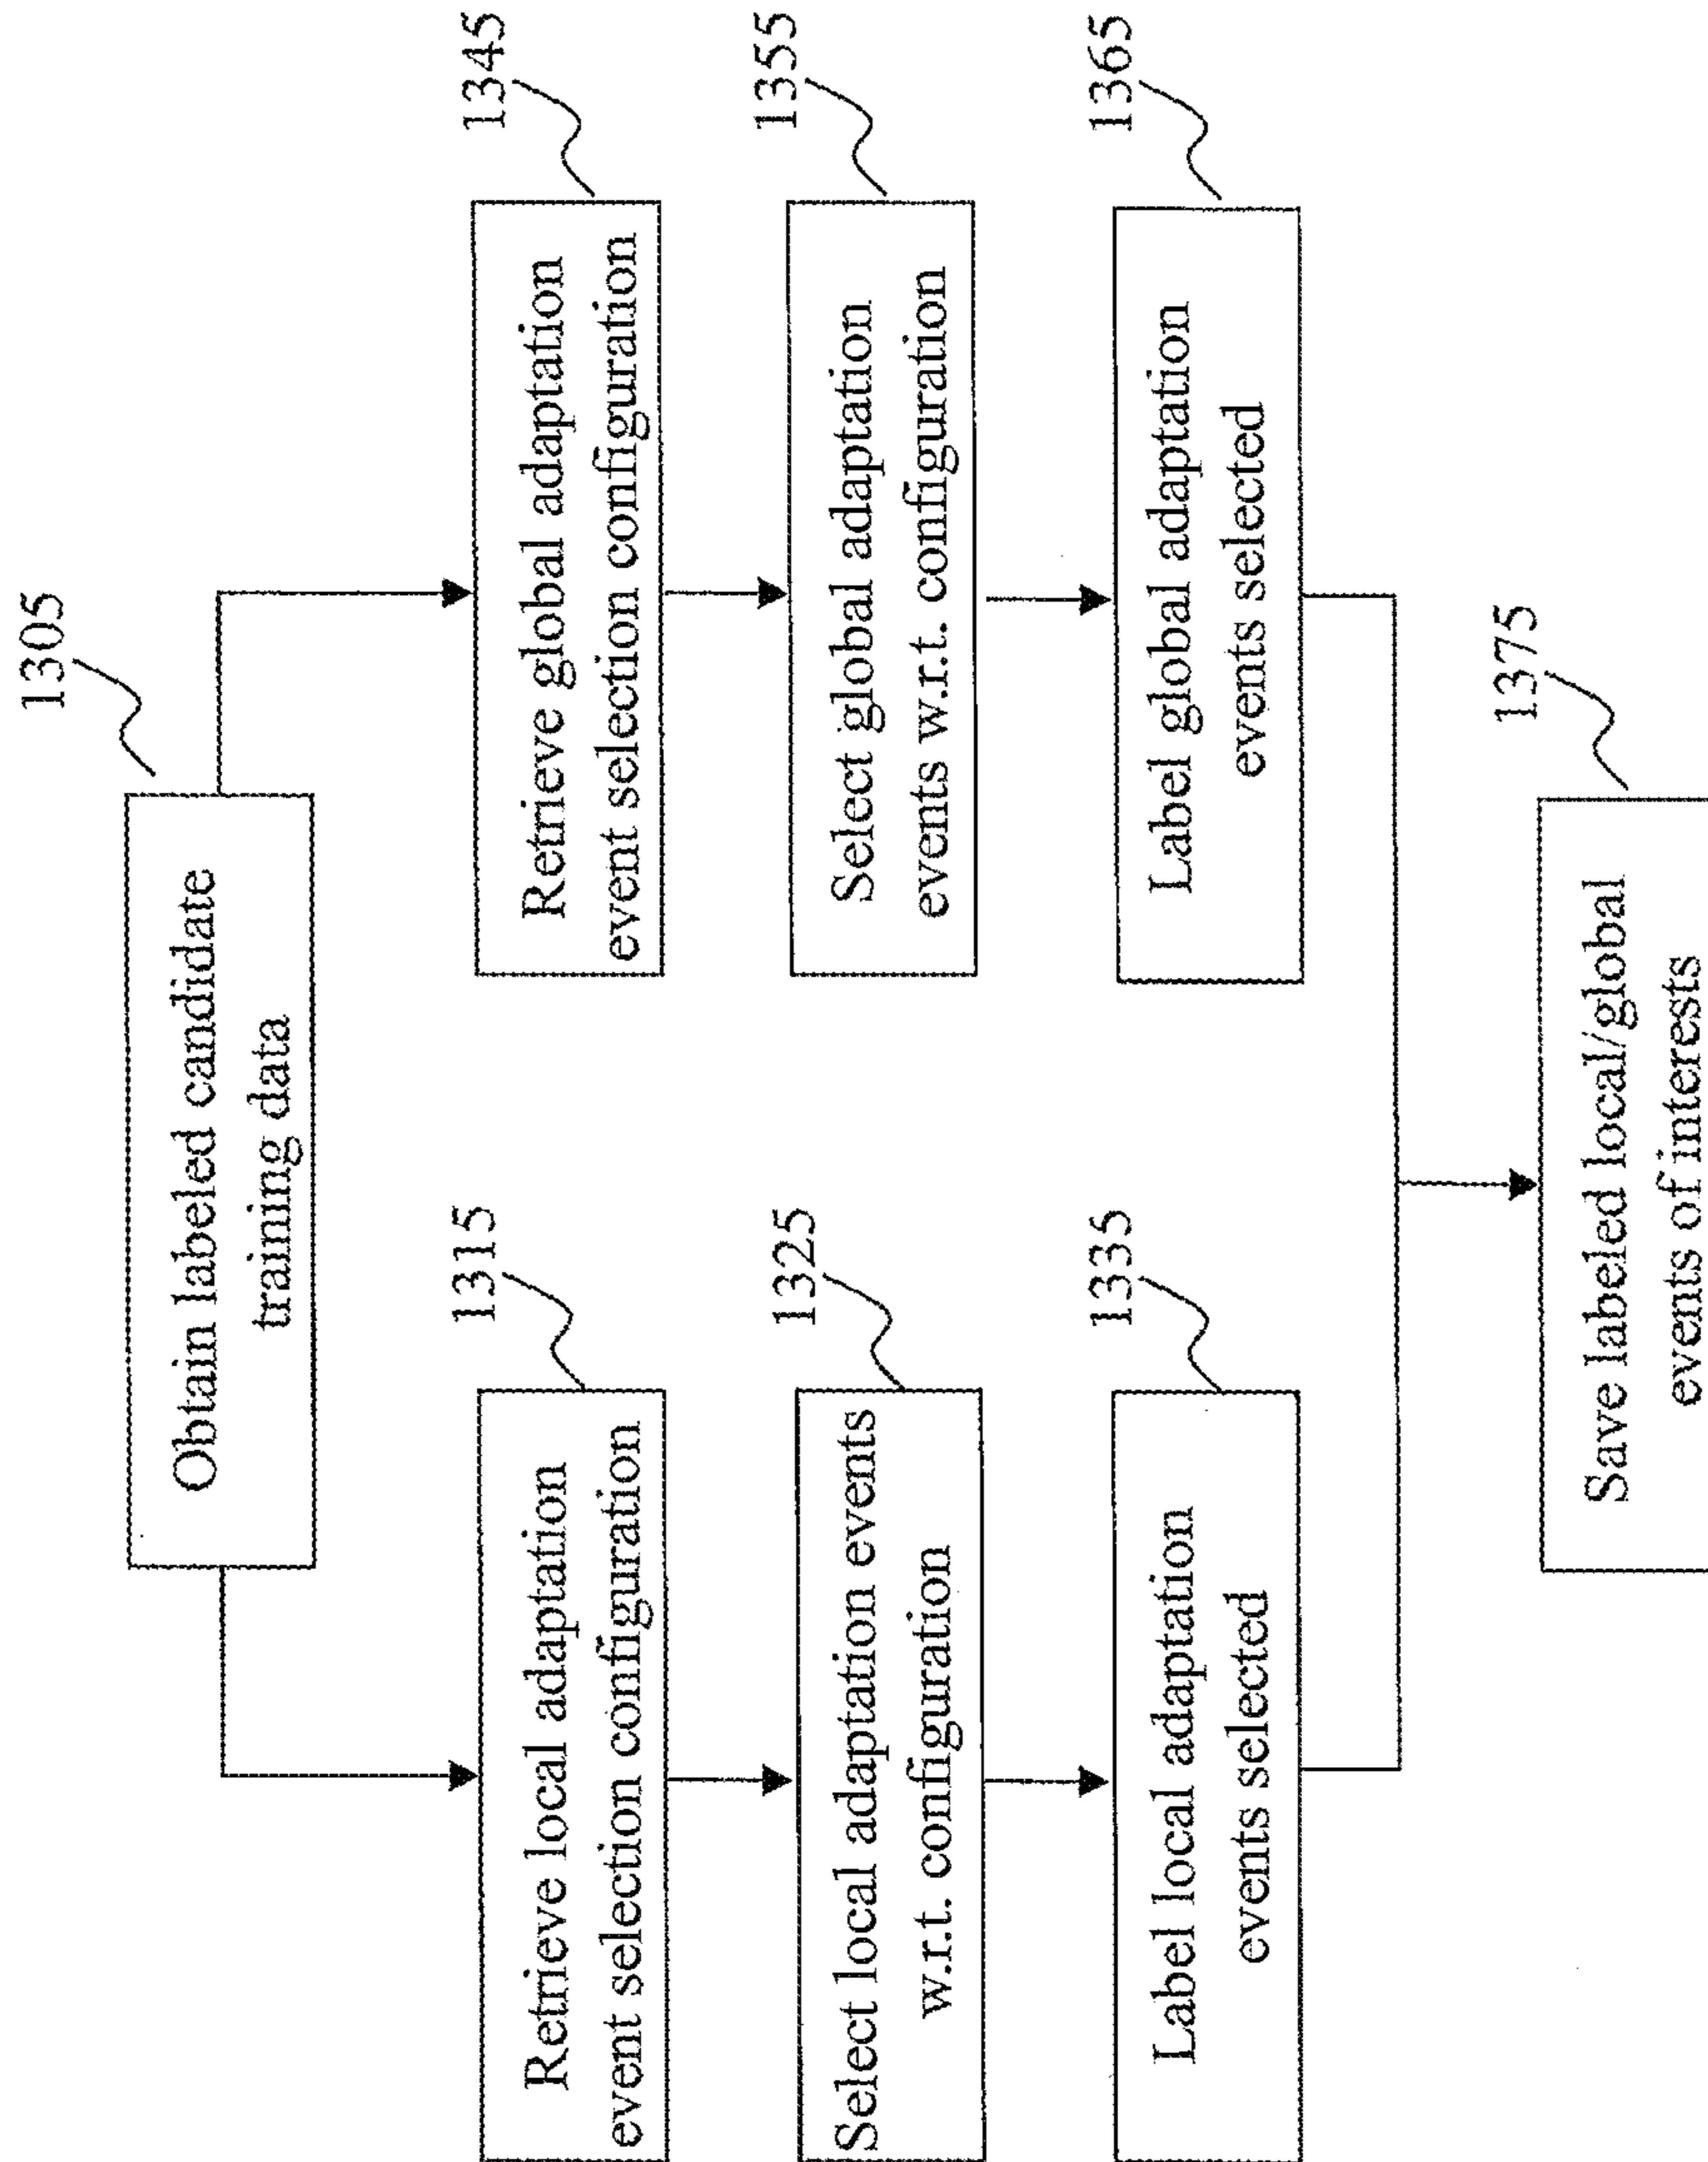 1305
Obtain labeled candidate
training data
1315
Retrieve local adaptation
event selection configuration
1345
Retrieve global adaptation
event selection configuration
1325
Select local adaptation events
w.r.t. configuration
1355
Select global adaptation
events w.r.t. configuration
1335
Label local adaptation
events selected
1365
Label global adaptation
events selected
1375
Save labeled local/global
events of interests